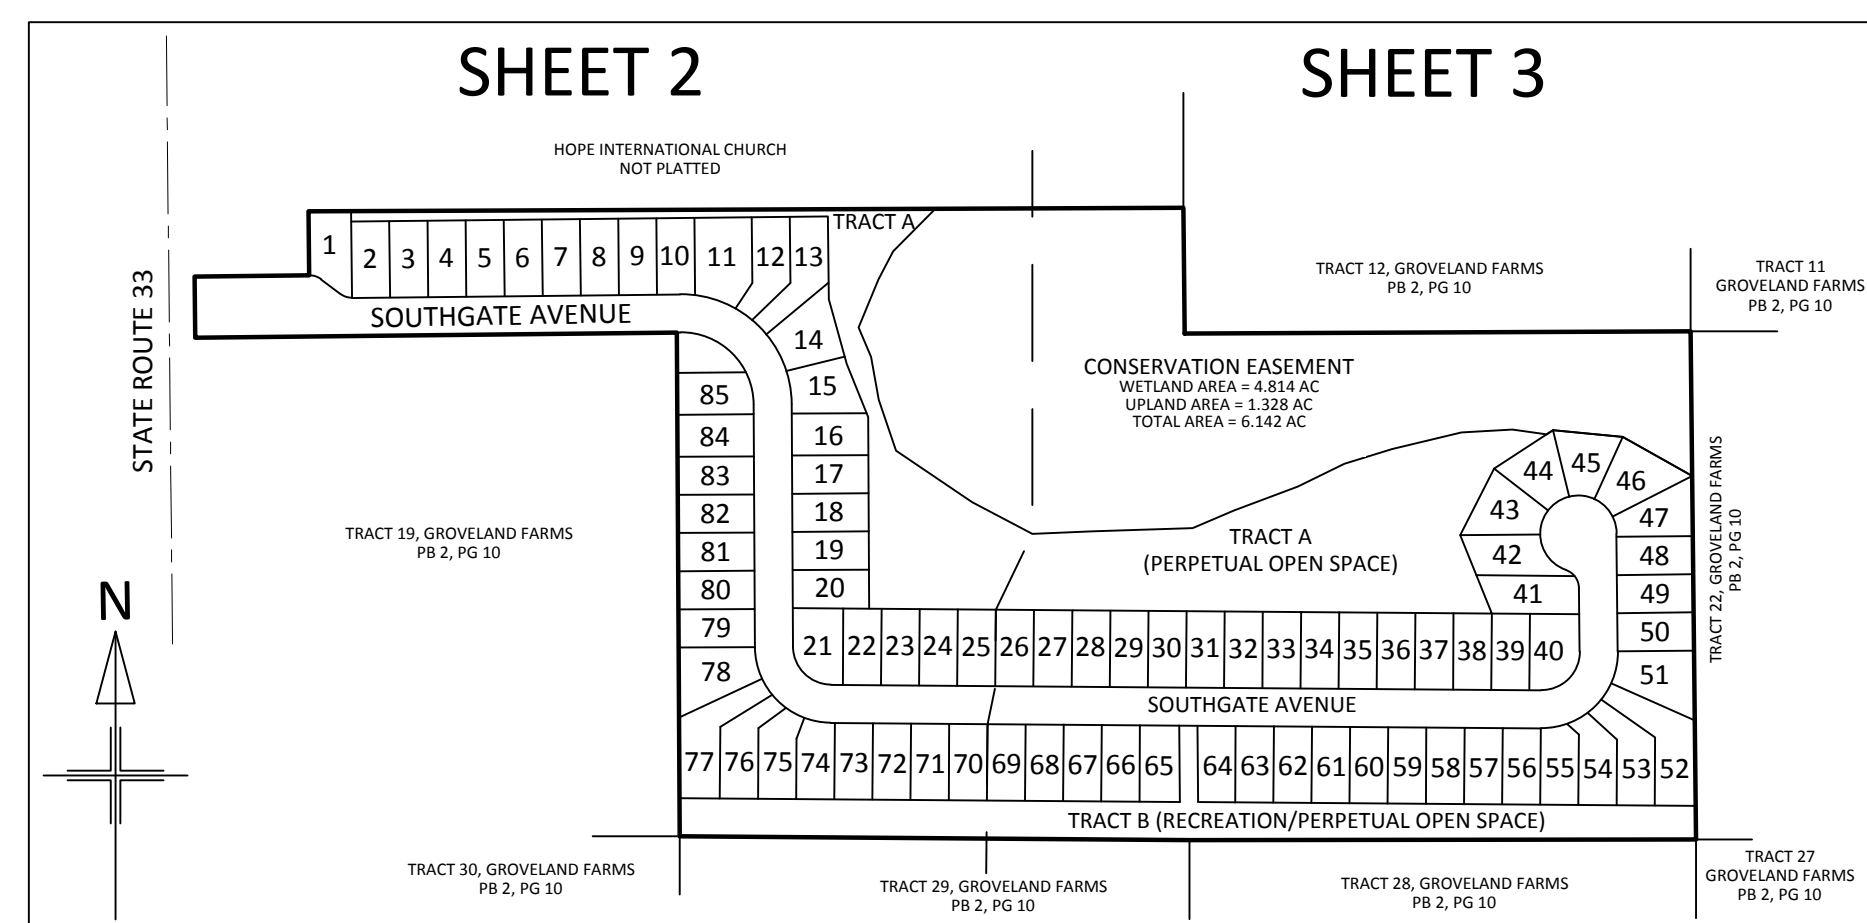 SHEET 2
SHEET 3
HOPE INTERNATIONAL CHURCH
NOT PLATTED
STATE ROUTE 33
TRACT A
1 2 3 4 5 6 7 8 9 10 11 12 13
SOUTHGATE AVENUE
TRACT 12, GROVELAND FARMS
PB 2, PG 10
TRACT 11
GROVELAND FARMS
PB 2, PG 10
14
15
16
17
18
19
20
85
84
83
82
81
80
79
78
CONSERVATION EASEMENT
WETLAND AREA = 4.814 AC
UPLAND AREA = 1.328 AC
TOTAL AREA = 6.142 AC
TRACT 19, GROVELAND FARMS
PB 2, PG 10
TRACT A
(PERPETUAL OPEN SPACE)
41
42
43
44
45
46
47
48
49
50
51
TRACT 22, GROVELAND FARMS
PB 2, PG 10
N
21 22 23 24 25 26 27 28 29 30 31 32 33 34 35 36 37 38 39 40
SOUTHGATE AVENUE
77 76 75 74 73 72 71 70 69 68 67 66 65 64 63 62 61 60 59 58 57 56 55 54 53 52
TRACT B (RECREATION/PERPETUAL OPEN SPACE)
TRACT 30, GROVELAND FARMS
PB 2, PG 10
TRACT 29, GROVELAND FARMS
PB 2, PG 10
TRACT 28, GROVELAND FARMS
PB 2, PG 10
TRACT 27
GROVELAND FARMS
PB 2, PG 10